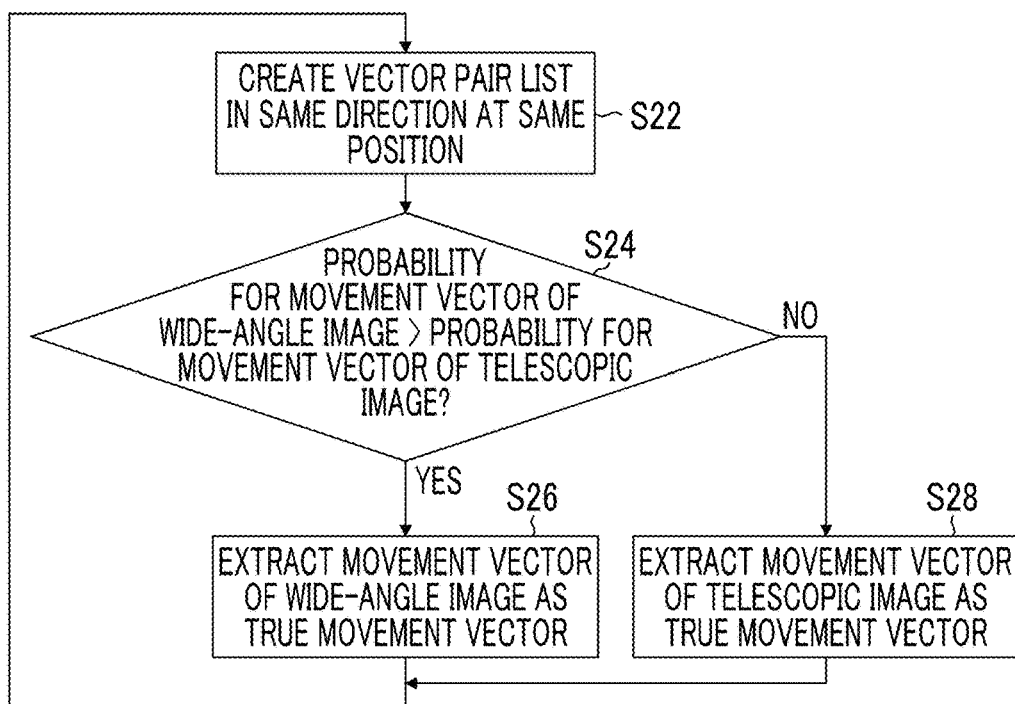 CREATE VECTOR PAIR LIST
IN SAME DIRECTION AT SAME
POSITION
S22
S24
PROBABILITY
FOR MOVEMENT VECTOR OF
WIDE-ANGLE IMAGE > PROBABILITY FOR
MOVEMENT VECTOR OF TELESCOPIC
IMAGE?
NO
YES
S26
EXTRACT MOVEMENT VECTOR
OF WIDE-ANGLE IMAGE AS
TRUE MOVEMENT VECTOR
S28
EXTRACT MOVEMENT VECTOR
OF TELESCOPIC IMAGE AS
TRUE MOVEMENT VECTOR